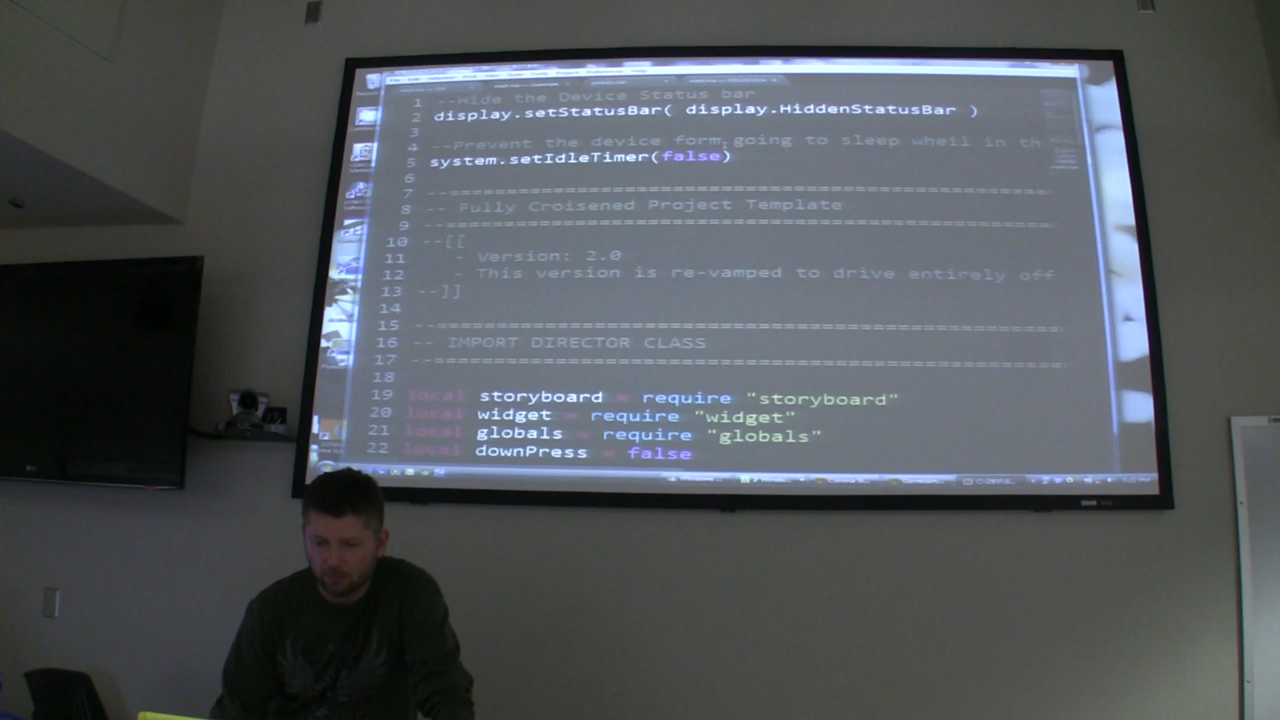 1 --Hide the Device Status bar
2 display.setStatusBar( display.HiddenStatusBar )
3
4 --Prevent the device form going to sleep wheil in th
5 system.setIdleTimer(false)
6
7 --==================================================
8 -- Fully Croisened Project Template
9 --==================================================
10 --[[
11 - Version: 2.0
12 - This version is re-vamped to drive entirely off
13 --]]
14
15 --==================================================
16 -- IMPORT DIRECTOR CLASS
17 --==================================================
18
19 local storyboard = require "storyboard"
20 local widget = require "widget"
21 local globals = require "globals"
22 local downPress = false